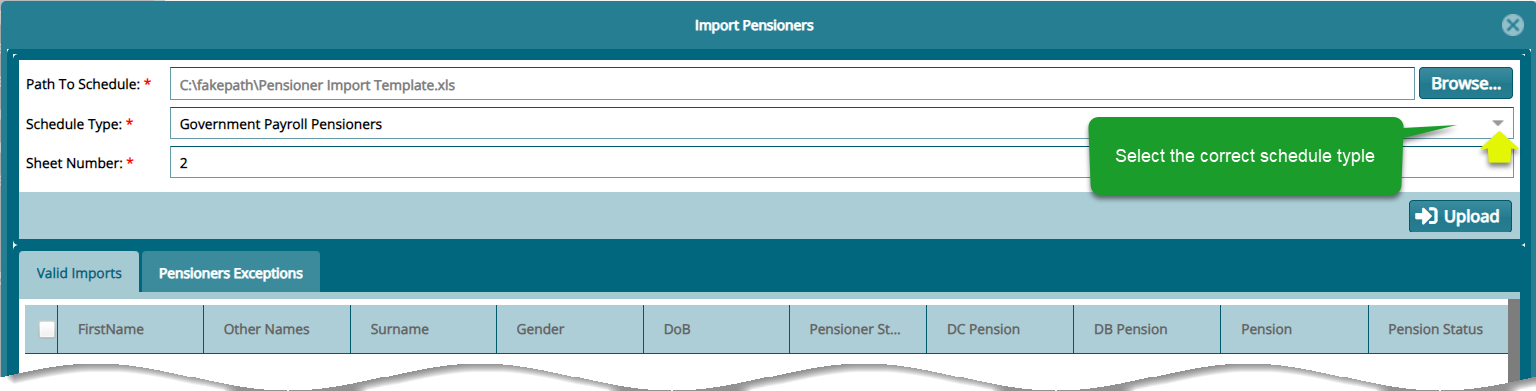 Import Pensioners
Path To Schedule: *
C:\fakepath\Pensioner Import Template.xls
Browse...
Schedule Type: *
Government Payroll Pensioners
Select the correct schedule typle
Sheet Number: *
2
Upload
Valid Imports
Pensioners Exceptions
FirstName
Other Names
Surname
Gender
DoB
Pensioner St...
DC Pension
DB Pension
Pension
Pension Status